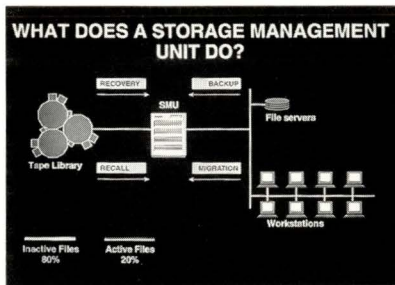 WHAT DOES A STORAGE MANAGEMENT
UNIT DO?
RECOVERY
BACKUP
SMU
File servers
Tape Library
RECALL
MIGRATION
Workstations
Inactive Files
80%
Active Files
20%